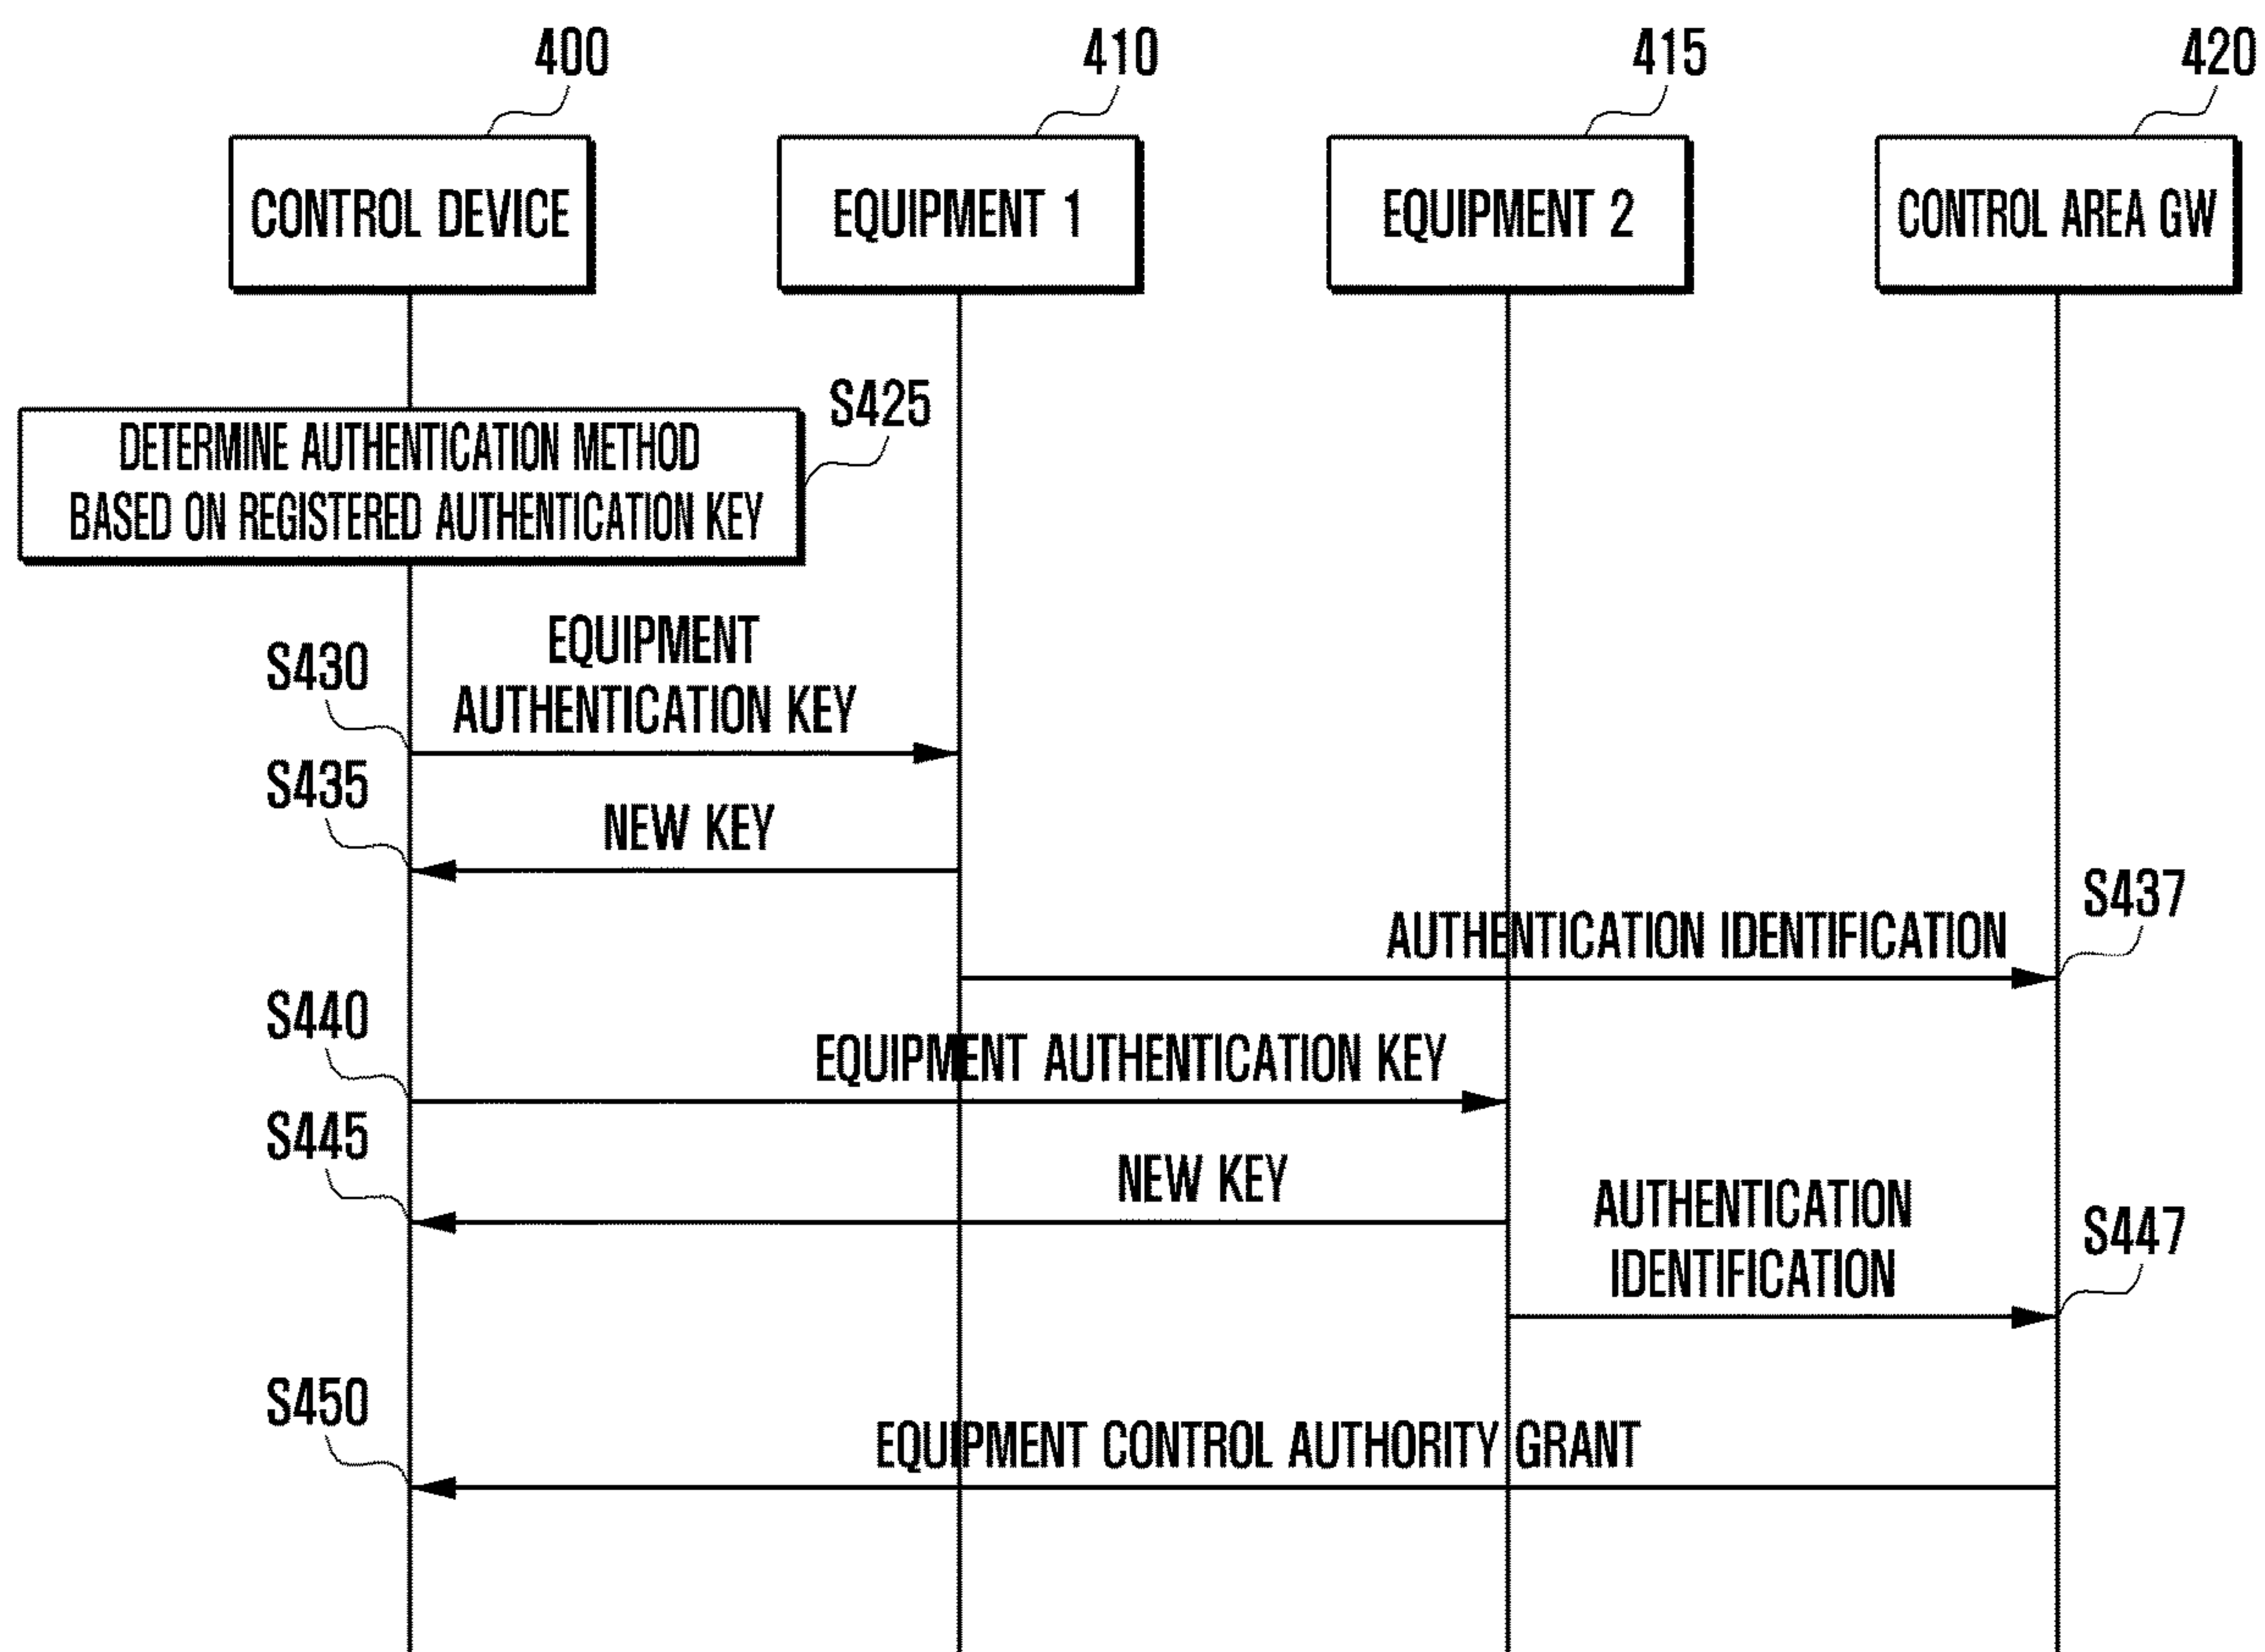 400
410
415
420
CONTROL DEVICE
EQUIPMENT 1
EQUIPMENT 2
CONTROL AREA GW
S425
DETERMINE AUTHENTICATION METHOD
BASED ON REGISTERED AUTHENTICATION KEY
S430
EQUIPMENT
AUTHENTICATION KEY
S435
NEW KEY
S437
AUTHENTICATION IDENTIFICATION
S440
EQUIPMENT AUTHENTICATION KEY
S445
NEW KEY
AUTHENTICATION
IDENTIFICATION
S447
S450
EQUIPMENT CONTROL AUTHORITY GRANT